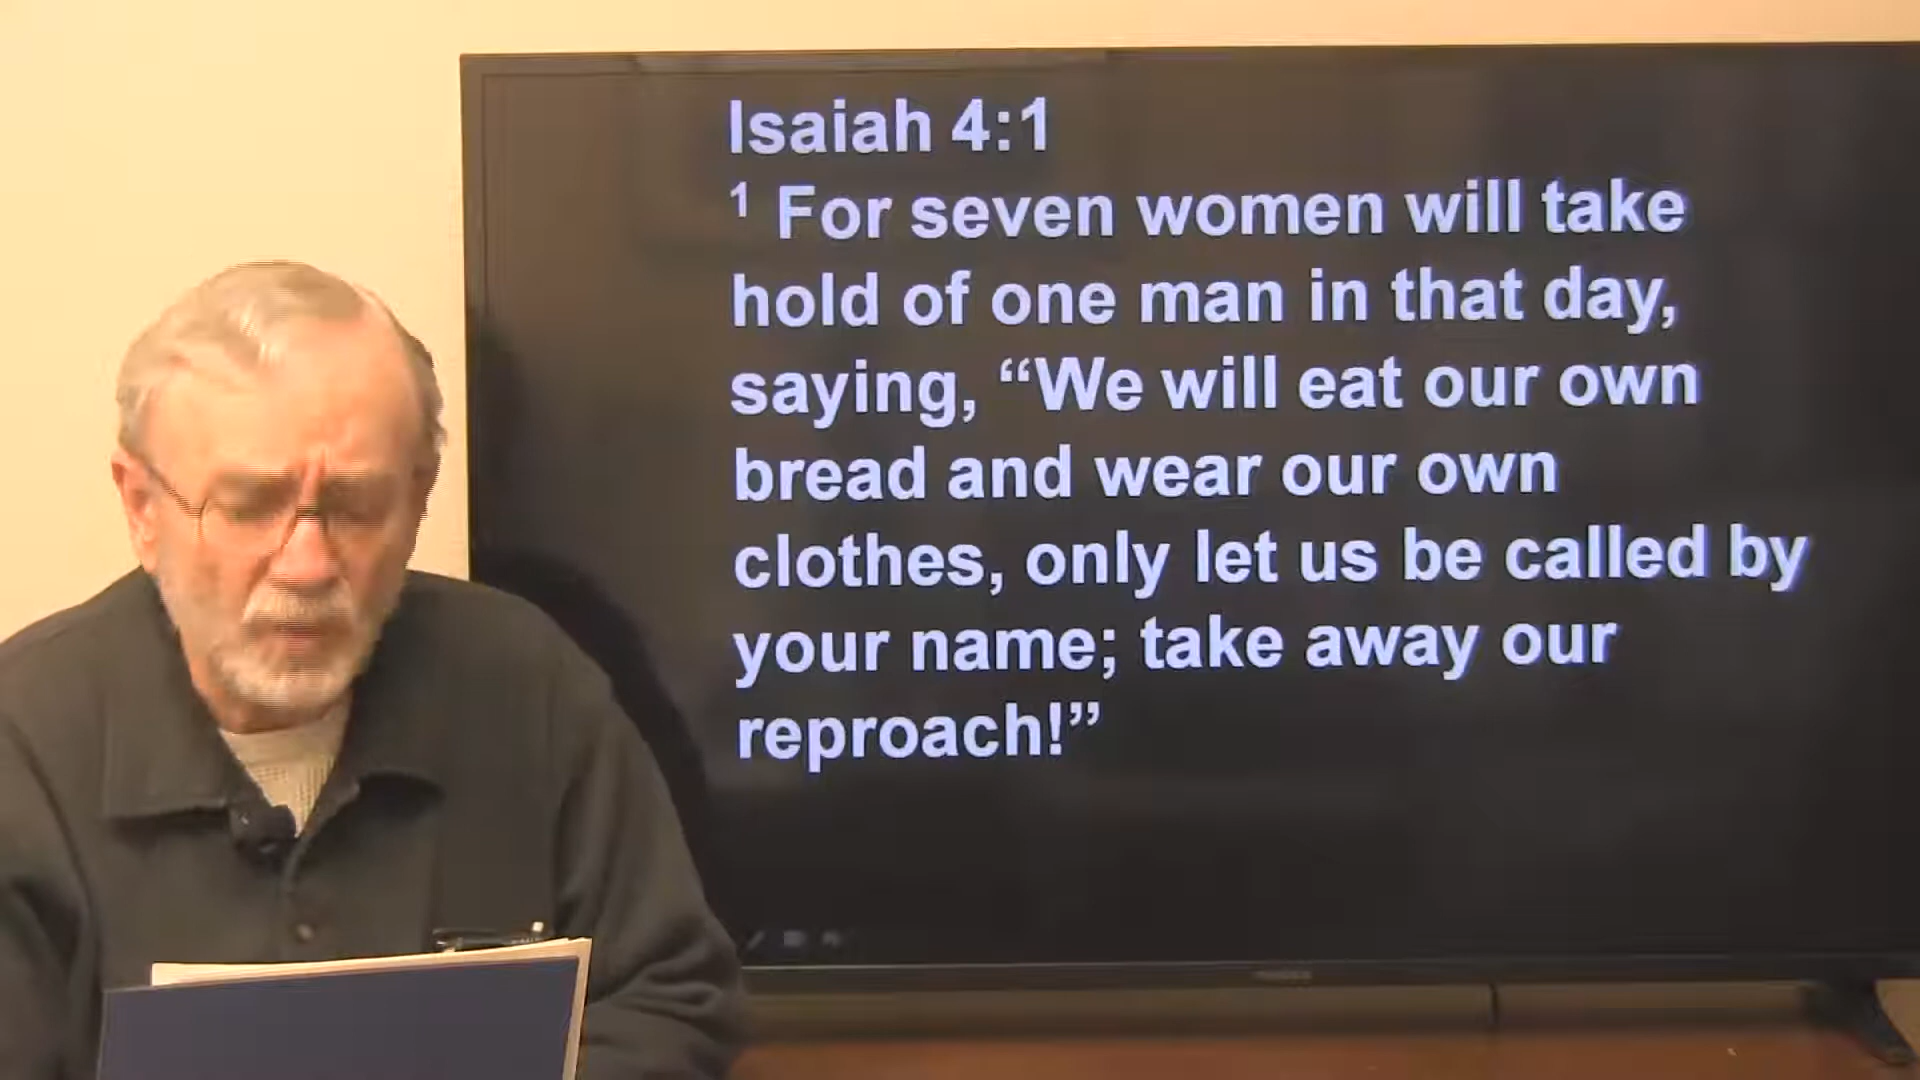 Isaiah 4:1
1 For seven women will take
hold of one man in that day,
saying, “We will eat our own
bread and wear our own
clothes, only let us be called by
your name; take away our
reproach!”